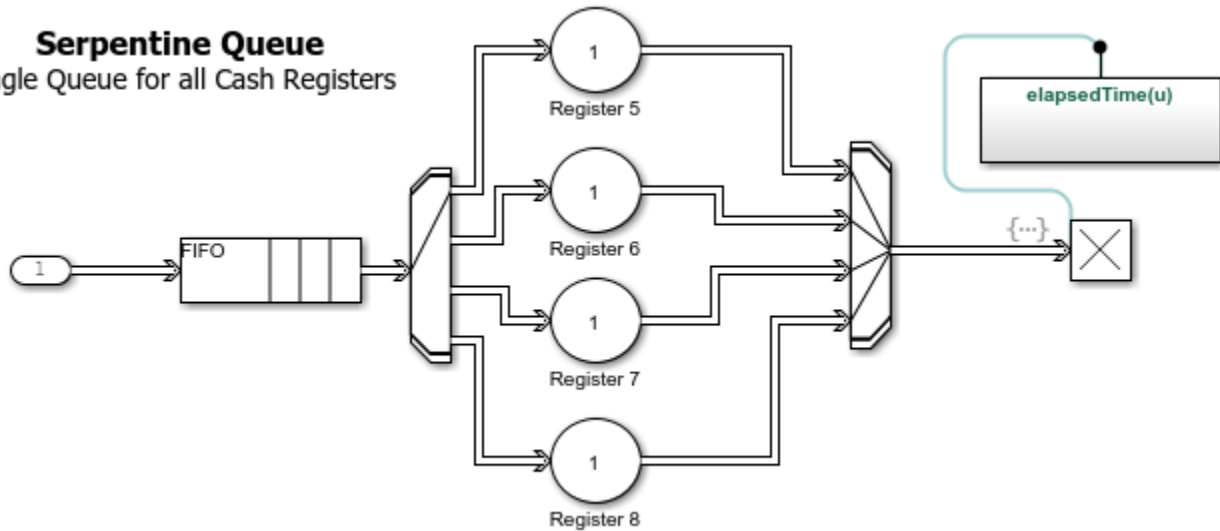 Serpentine Queue
gle Queue for all Cash Registers
1
FIFO
1
Register 5
1
Register 6
1
Register 7
1
Register 8
elapsedTime(u)
{...}